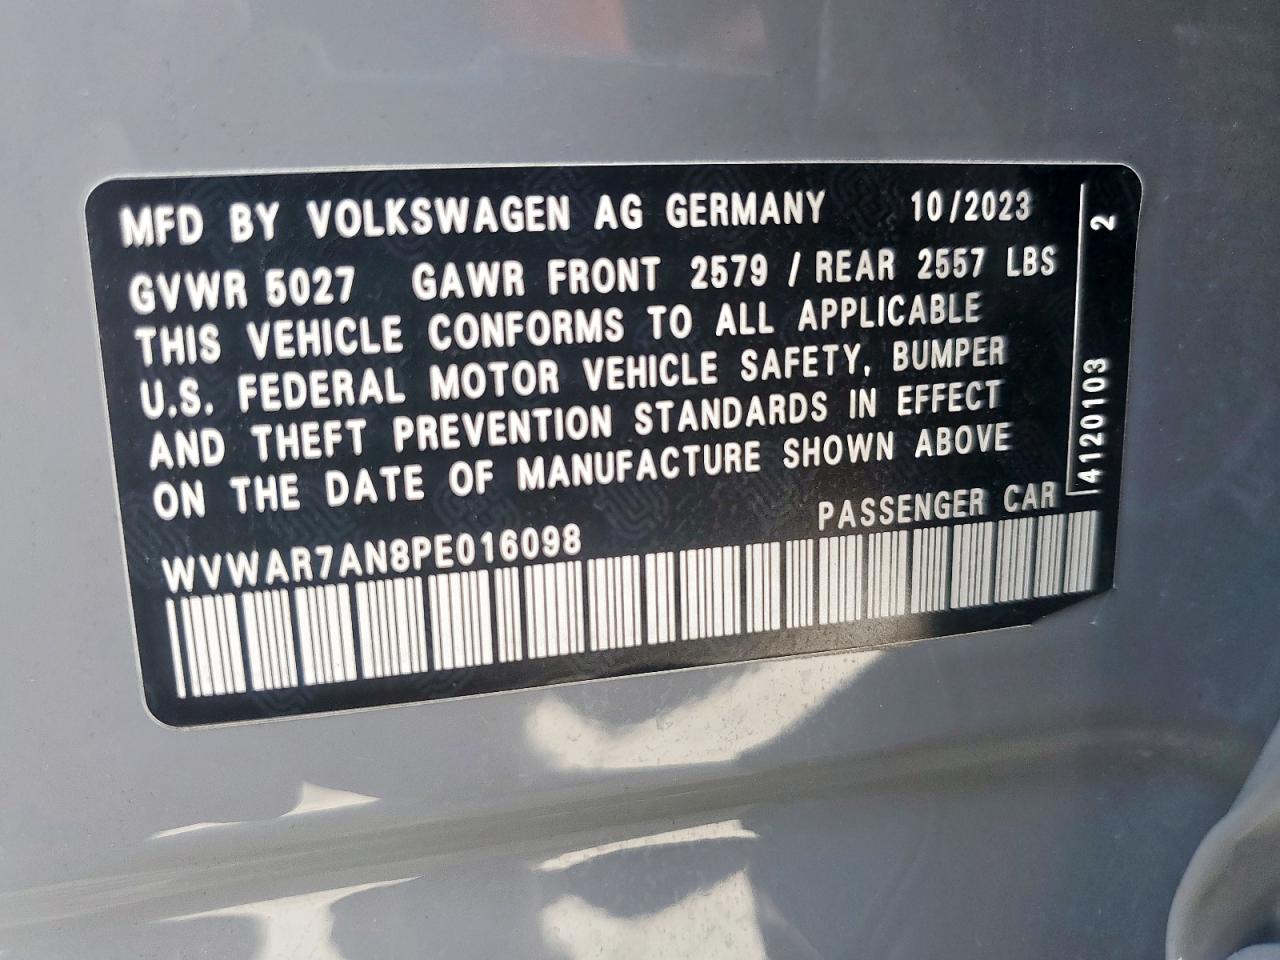 MFD BY VOLKSWAGEN AG GERMANY 10/2023
GVWR 5027 GAWR FRONT 2579 / REAR 2557 LBS
THIS VEHICLE CONFORMS TO ALL APPLICABLE
U.S. FEDERAL MOTOR VEHICLE SAFETY, BUMPER
AND THEFT PREVENTION STANDARDS IN EFFECT
ON THE DATE OF MANUFACTURE SHOWN ABOVE
WVWAR7AN8PE016098 PASSENGER CAR
4120103 2